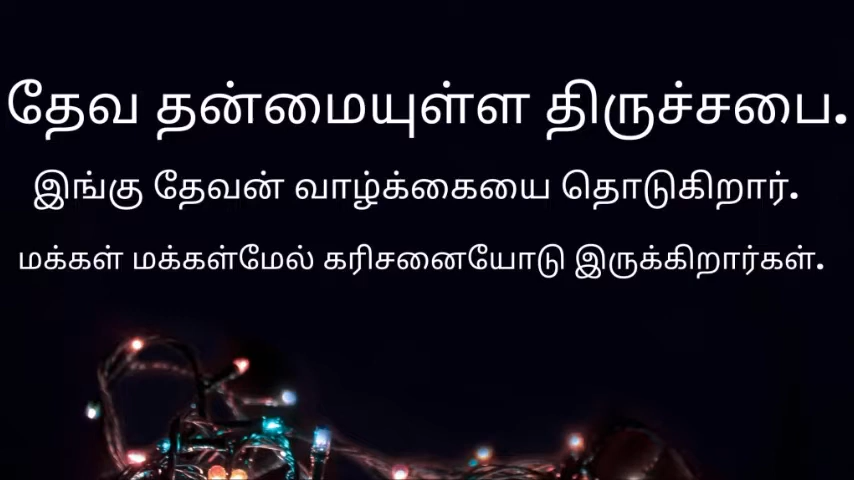 தேவ தன்மையுள்ள திருச்சபை.
இங்கு தேவன் வாழ்க்கையை தொடுகிறார்.
மக்கள் மக்கள்மேல் கரிசனையோடு இருக்கிறார்கள்.